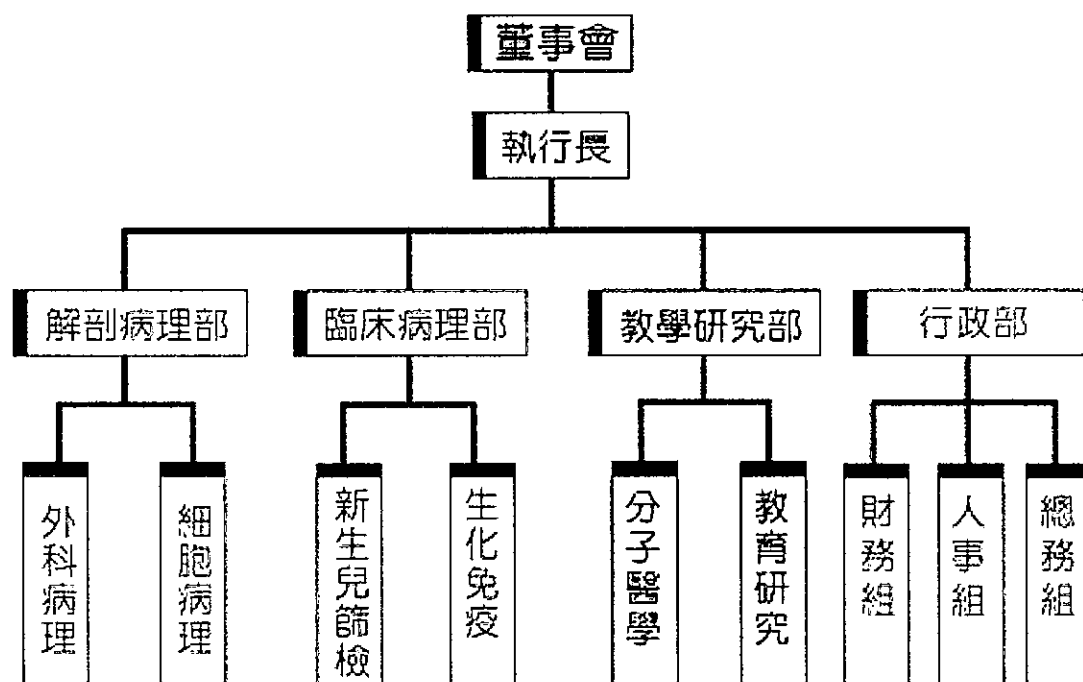 董事會
執行長
解剖病理部
臨床病理部
教學研究部
行政部
外科病理
細胞病理
新生兒篩檢
生化免疫
分子醫學
教育研究
財務組
人事組
總務組